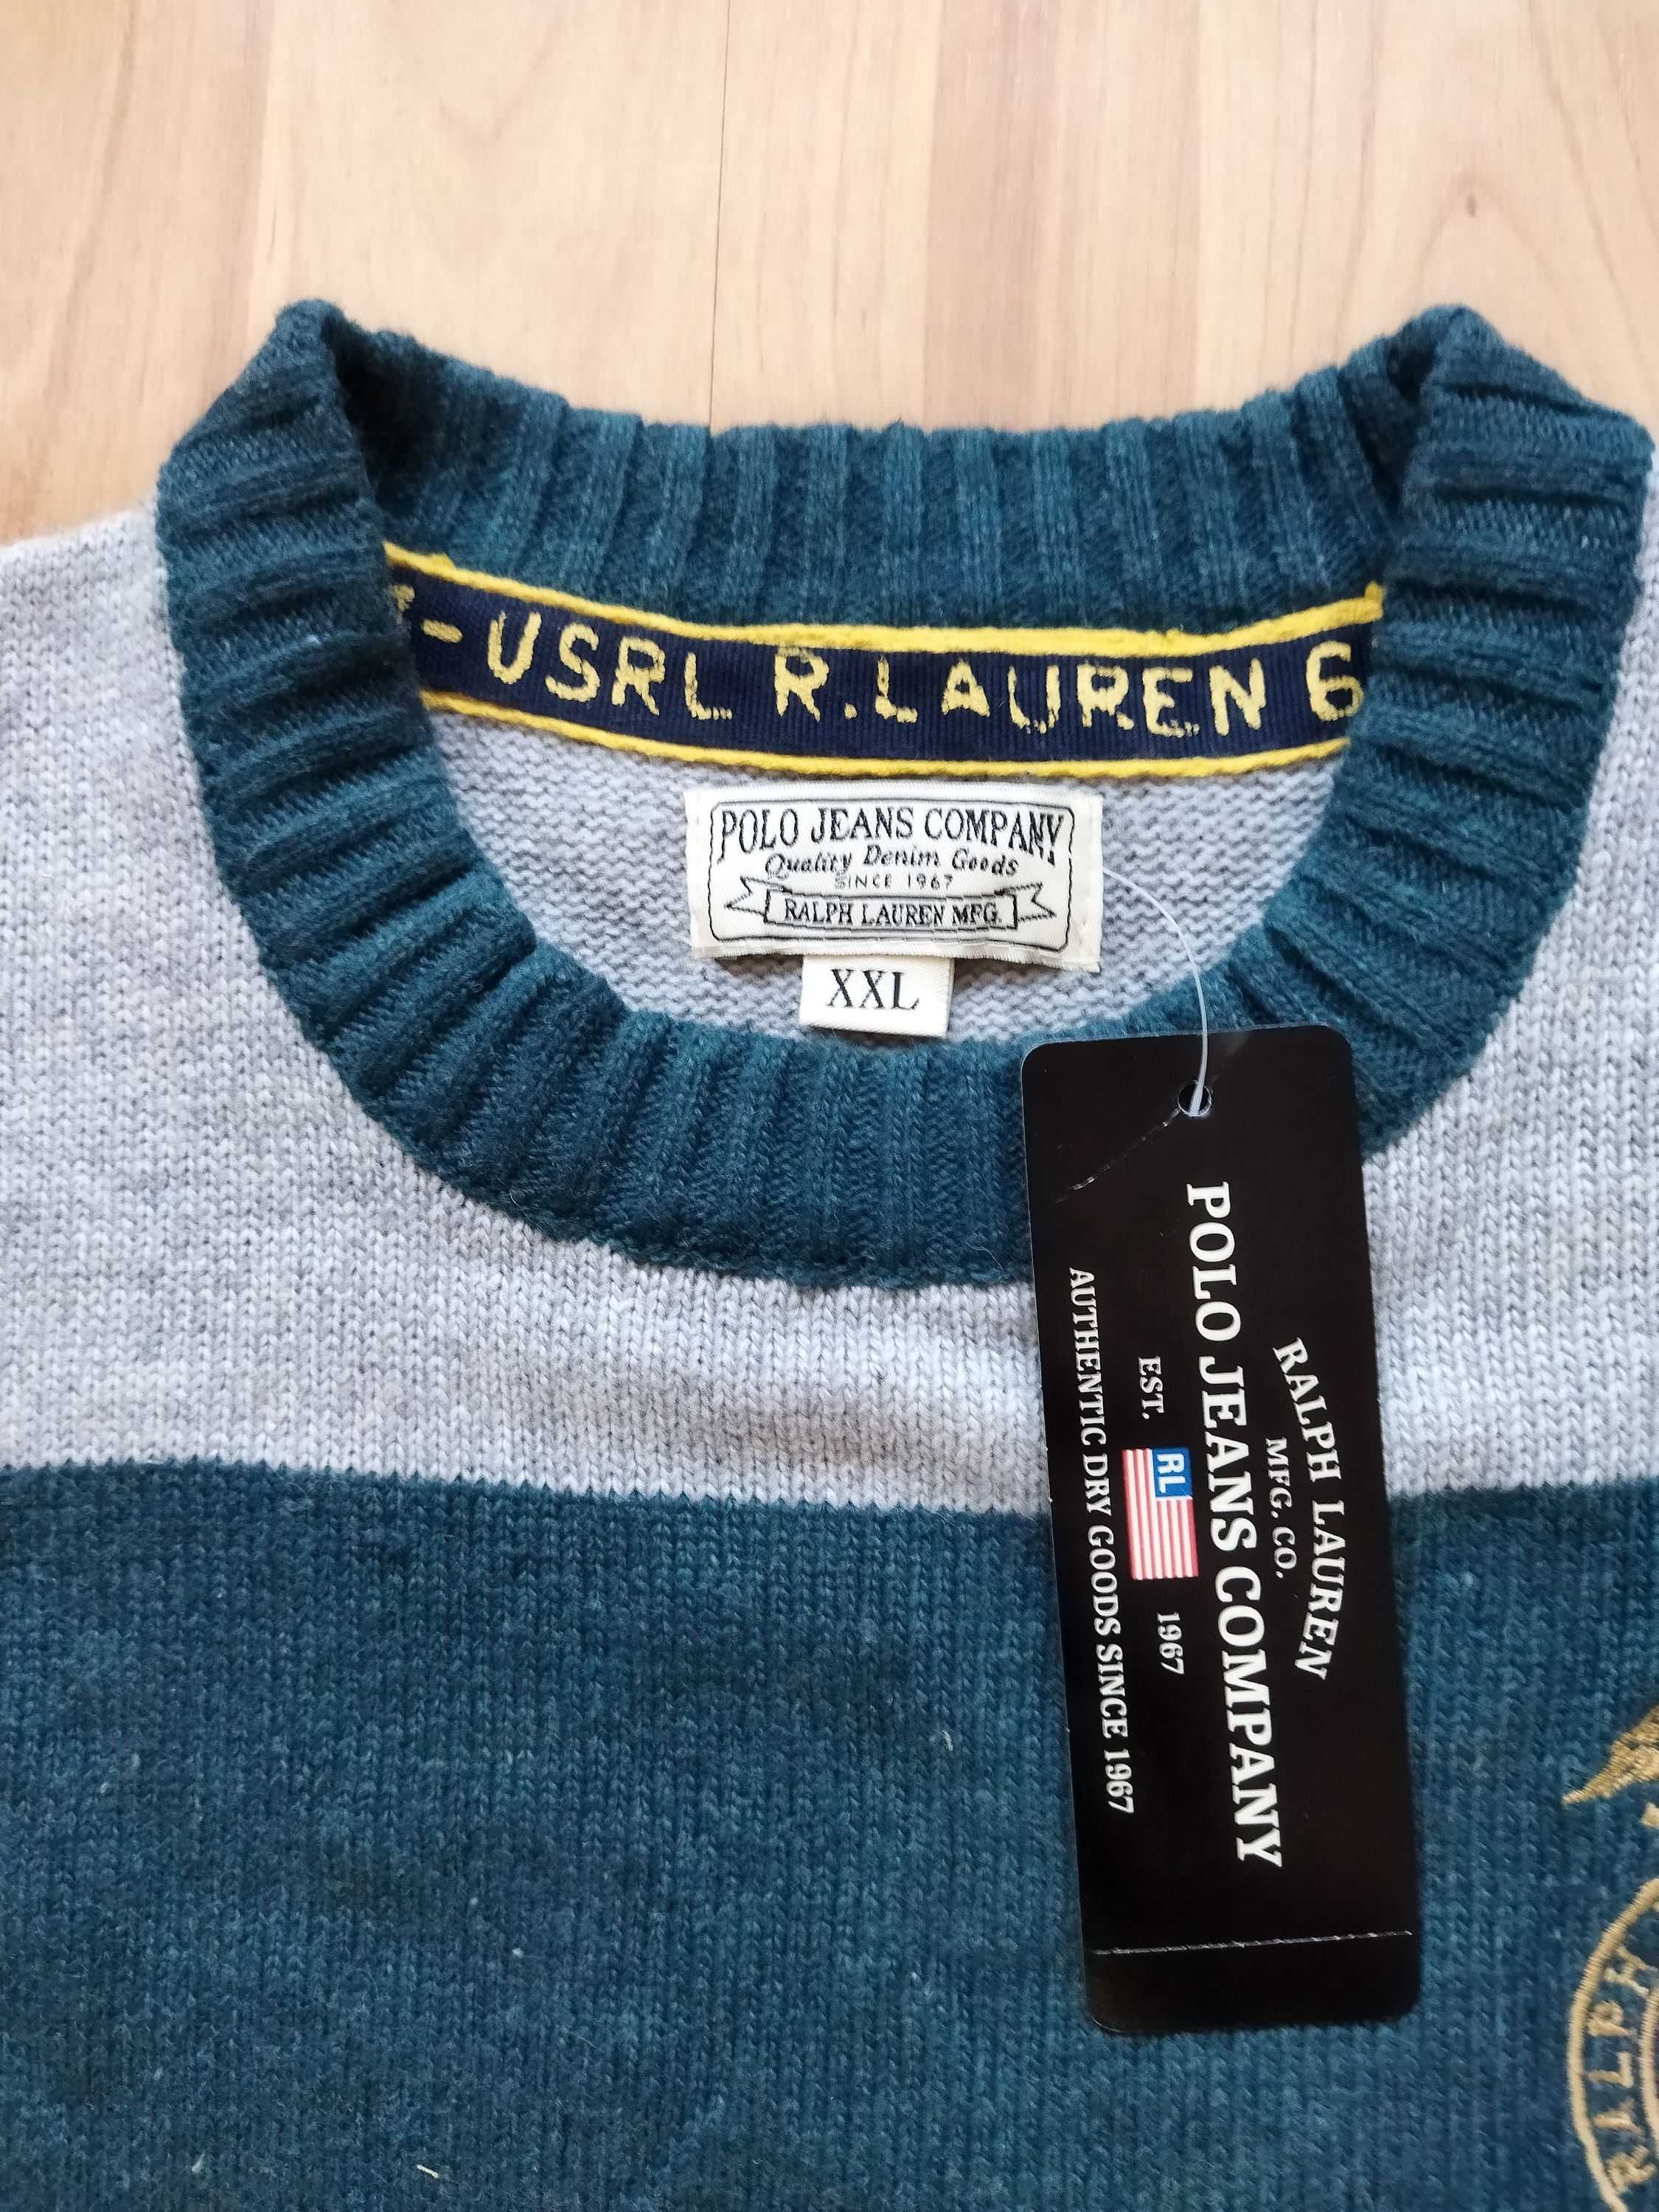 -USRL R.LAUREN 6
POLO JEANS COMPANY
Quality Denim Goods
SINCE 1967
RALPH LAUREN MFG.
XXL
RALPH LAUREN
MFG. CO.
POLO JEANS COMPANY
EST. RL 1967
AUTHENTIC DRY GOODS SINCE 1967
RALPH